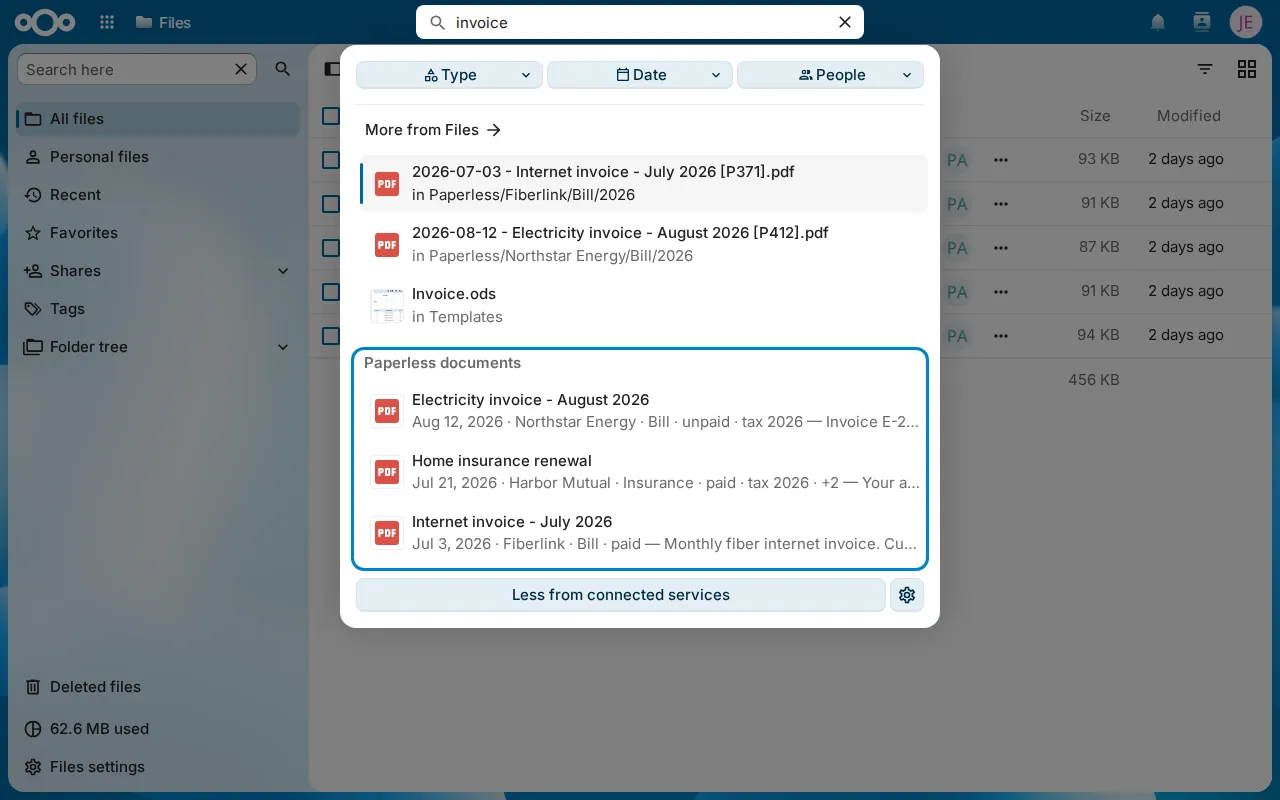 Files
invoice
JE
Search here
Type
Date
People
All files
Personal files
Recent
Favorites
Shares
Tags
Folder tree
Deleted files
62.6 MB used
Files settings
More from Files
PDF
2026-07-03 - Internet invoice - July 2026 [P371].pdf
in Paperless/Fiberlink/Bill/2026
PDF
2026-08-12 - Electricity invoice - August 2026 [P412].pdf
in Paperless/Northstar Energy/Bill/2026
Invoice.ods
in Templates
Paperless documents
PDF
Electricity invoice - August 2026
Aug 12, 2026 · Northstar Energy · Bill · unpaid · tax 2026 — Invoice E-2…
PDF
Home insurance renewal
Jul 21, 2026 · Harbor Mutual · Insurance · paid · tax 2026 · +2 — Your a…
PDF
Internet invoice - July 2026
Jul 3, 2026 · Fiberlink · Bill · paid — Monthly fiber internet invoice. Cu…
Less from connected services
Size Modified
PA 93 KB 2 days ago
PA 91 KB 2 days ago
PA 87 KB 2 days ago
PA 91 KB 2 days ago
PA 94 KB 2 days ago
456 KB